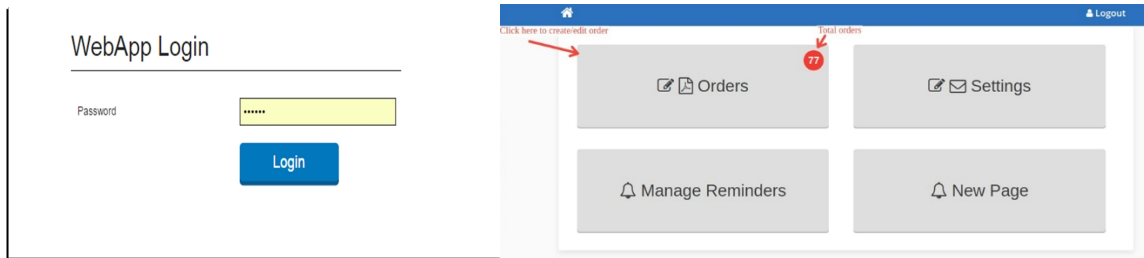 WebApp Login
Password
••••••
Login
Logout
Click here to create/edit order
Total orders
77
Orders
Settings
Manage Reminders
New Page